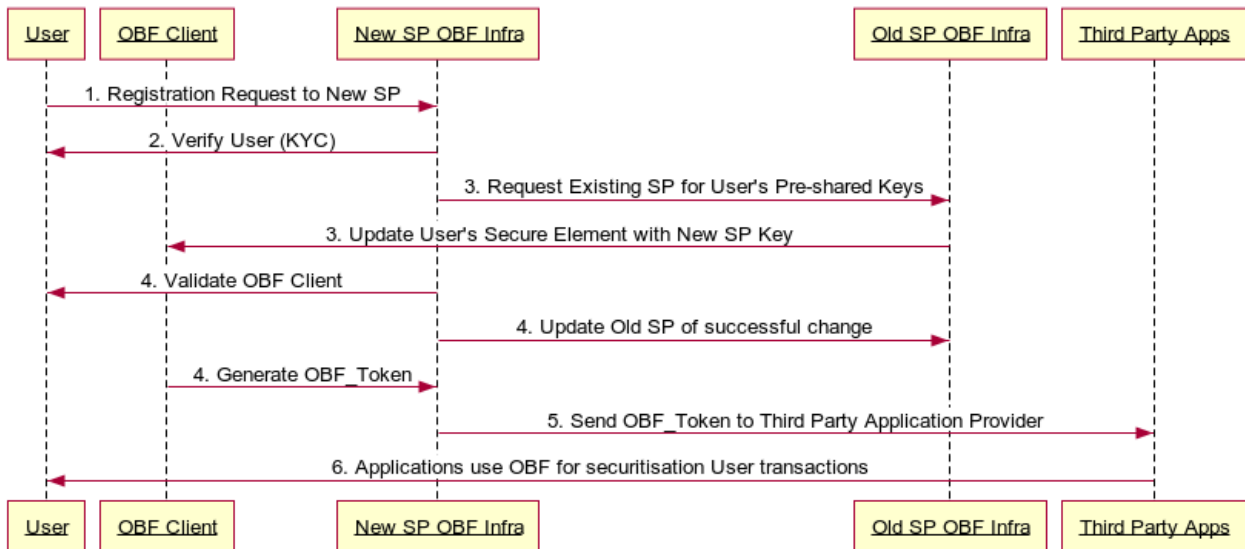 User
OBF Client
New SP OBF Infra
Old SP OBF Infra
Third Party Apps
1. Registration Request to New SP
2. Verify User (KYC)
3. Request Existing SP for User's Pre-shared Keys
3. Update User's Secure Element with New SP Key
4. Validate OBF Client
4. Update Old SP of successful change
4. Generate OBF_Token
5. Send OBF_Token to Third Party Application Provider
6. Applications use OBF for securitisation User transactions
User
OBF Client
New SP OBF Infra
Old SP OBF Infra
Third Party Apps